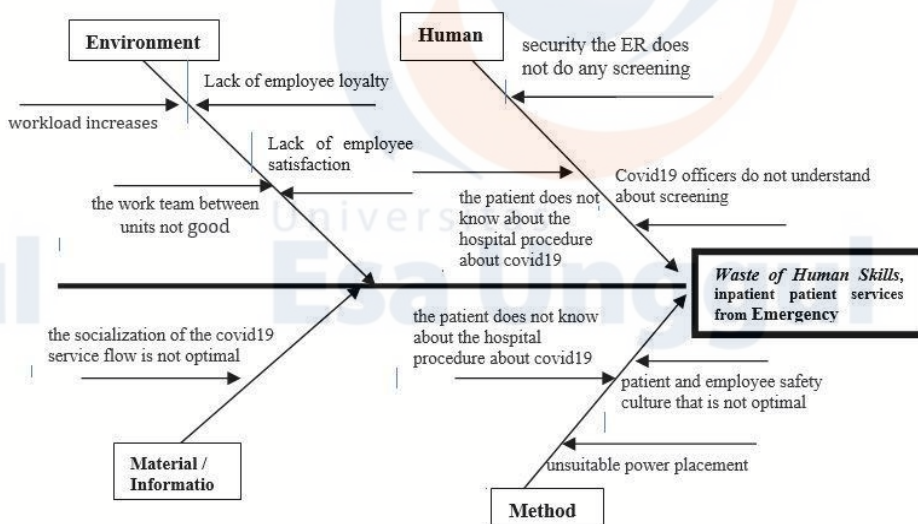 Environment
Human
security the ER does
not do any screening
Lack of employee loyalty
workload increases
Lack of employee
satisfaction
the work team between
units not good
the patient does not
know about the
hospital procedure
about covid19
Covid19 officers do not understand
about screening
Universitas
Esa Unggul
ul
Waste of Human Skills,
inpatient patient services
from Emergency
the socialization of the covid19
service flow is not optimal
the patient does not know
about the hospital
procedure about covid19
patient and employee safety
culture that is not optimal
unsuitable power placement
Material /
Informatio
Method